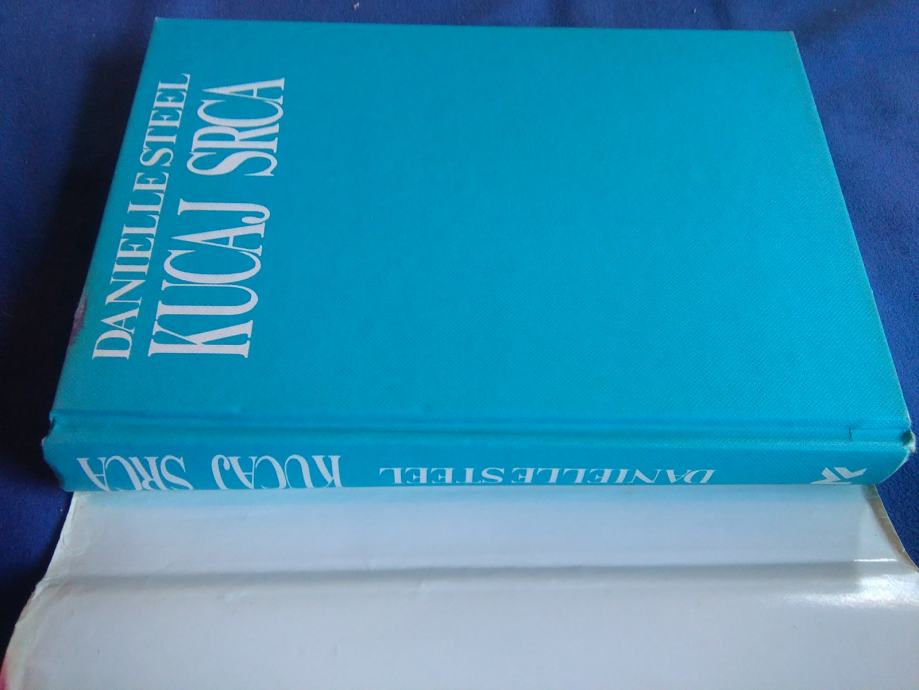 DANIELLE STEEL
KUCAJ SRCA
DANIELLE STEEL KUCAJ SRCA